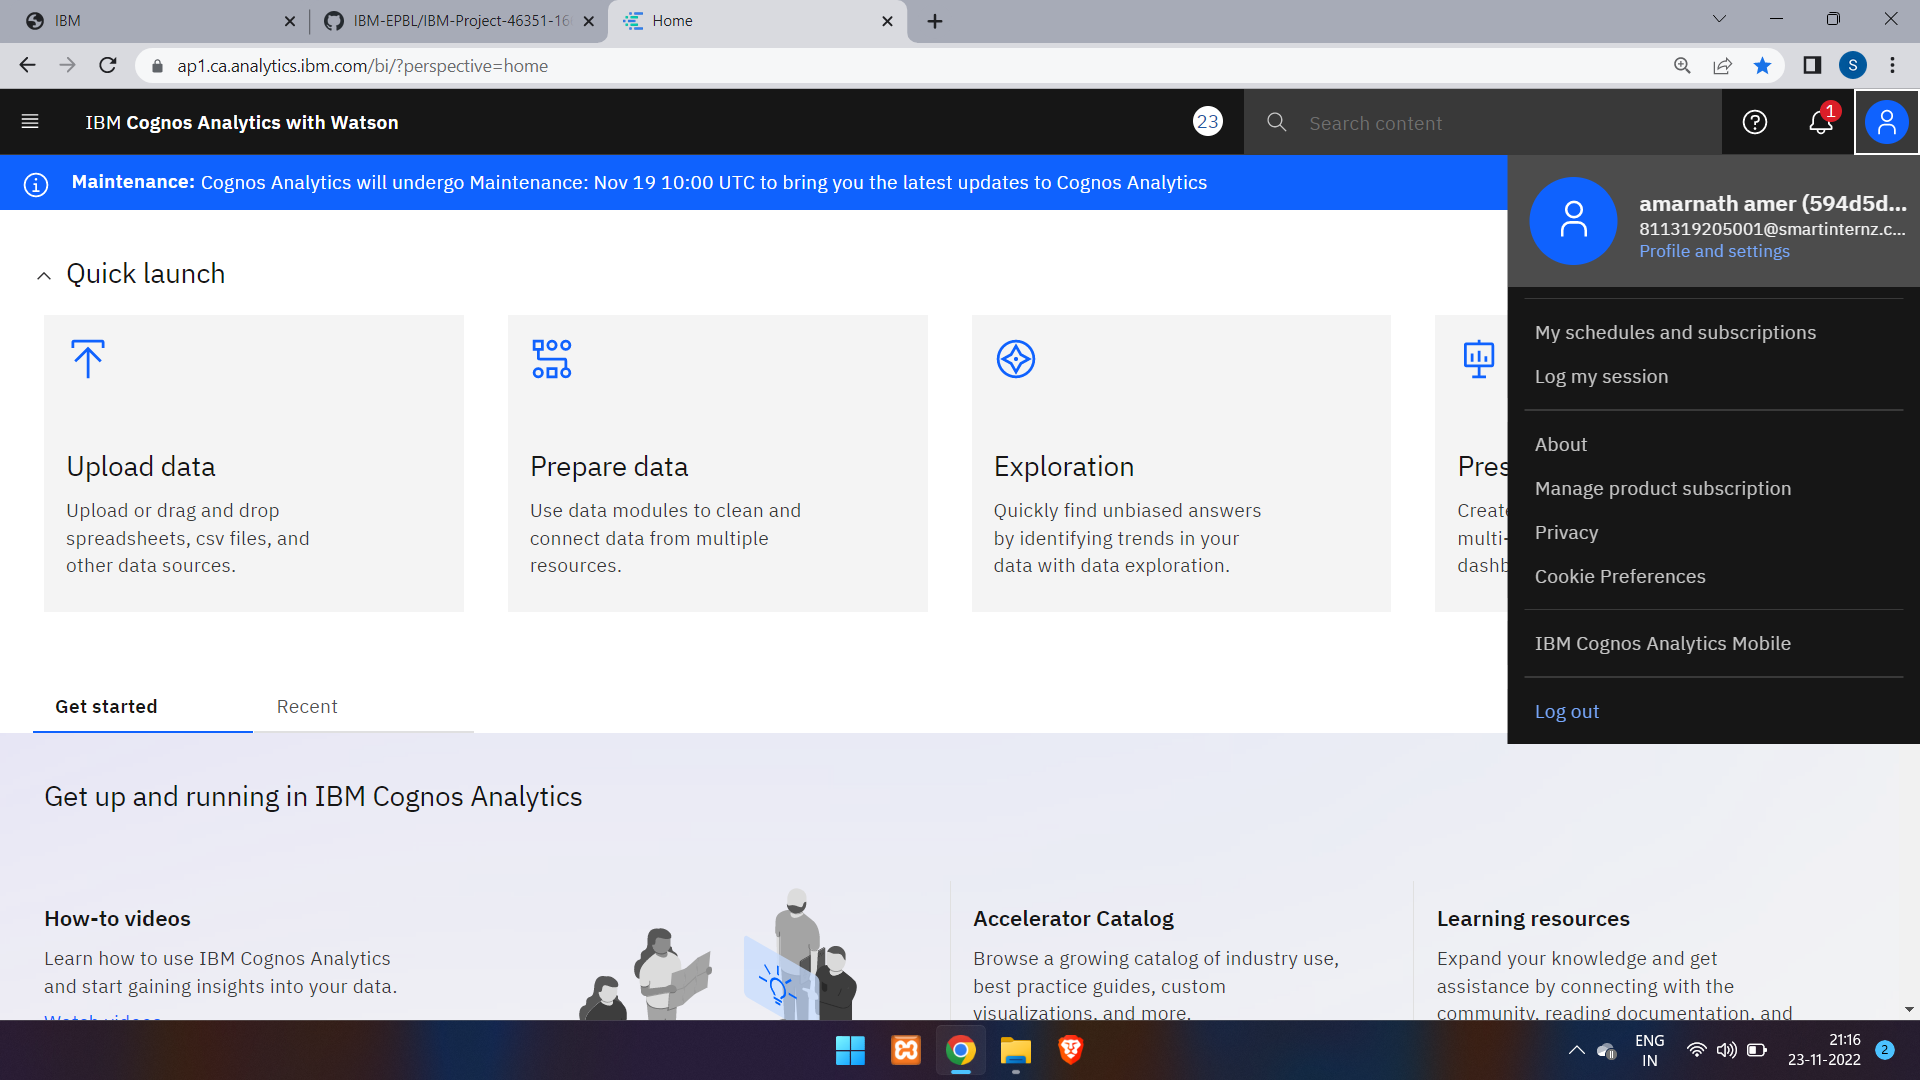 IBM
IBM-EPBL/IBM-Project-46351-16
Home
ap1.ca.analytics.ibm.com/bi/?perspective=home
S
IBM Cognos Analytics with Watson
23
Search content
1
Maintenance: Cognos Analytics will undergo Maintenance: Nov 19 10:00 UTC to bring you the latest updates to Cognos Analytics
amarnath amer (594d5d...
811319205001@smartinternz.c...
Profile and settings
My schedules and subscriptions
Log my session
About
Manage product subscription
Privacy
Cookie Preferences
IBM Cognos Analytics Mobile
Log out
Quick launch
Upload data
Upload or drag and drop
spreadsheets, csv files, and
other data sources.
Prepare data
Use data modules to clean and
connect data from multiple
resources.
Exploration
Quickly find unbiased answers
by identifying trends in your
data with data exploration.
Pres
Create
multi-
dashb
Get started
Recent
Get up and running in IBM Cognos Analytics
How-to videos
Learn how to use IBM Cognos Analytics
and start gaining insights into your data.
Watch videos
Accelerator Catalog
Browse a growing catalog of industry use,
best practice guides, custom
visualizations, and more.
Learning resources
Expand your knowledge and get
assistance by connecting with the
community, reading documentation, and
ENG
IN
21:16
23-11-2022
2